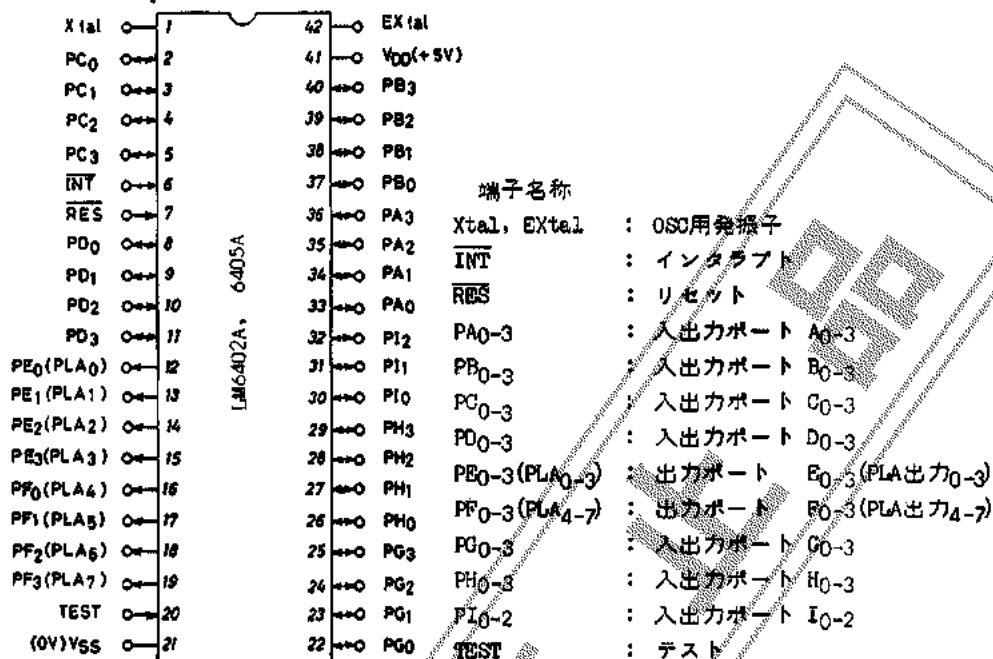 Xtal 1 42 EXtal
PC0 2 41 VDD(+5V)
PC1 3 40 PB3
PC2 4 39 PB2
PC3 5 38 PB1
INT 6 37 PB0
RES 7 36 PA3
PD0 8 35 PA2
PD1 9 34 PA1
PD2 10 33 PA0
PD3 11 32 PI2
PE0(PLA0) 12 31 PI1
PE1(PLA1) 13 30 PI0
PE2(PLA2) 14 29 PH3
PE3(PLA3) 15 28 PH2
PF0(PLA4) 16 27 PH1
PF1(PLA5) 17 26 PH0
PF2(PLA6) 18 25 PG3
PF3(PLA7) 19 24 PG2
TEST 20 23 PG1
(0V)VSS 21 22 PG0
LM6402A, 6405A
端子名称
Xtal, EXtal : OSC用発振子
INT : インタラプト
RES : リセット
PA0-3 : 入出力ポート A0-3
PB0-3 : 入出力ポート B0-3
PC0-3 : 入出力ポート C0-3
PD0-3 : 入出力ポート D0-3
PE0-3(PLA0-3) : 出力ポート E0-3(PLA出力0-3)
PF0-3(PLA4-7) : 出力ポート F0-3(PLA出力4-7)
PG0-3 : 入出力ポート G0-3
PH0-3 : 入出力ポート H0-3
PI0-2 : 入出力ポート I0-2
TEST : テスト